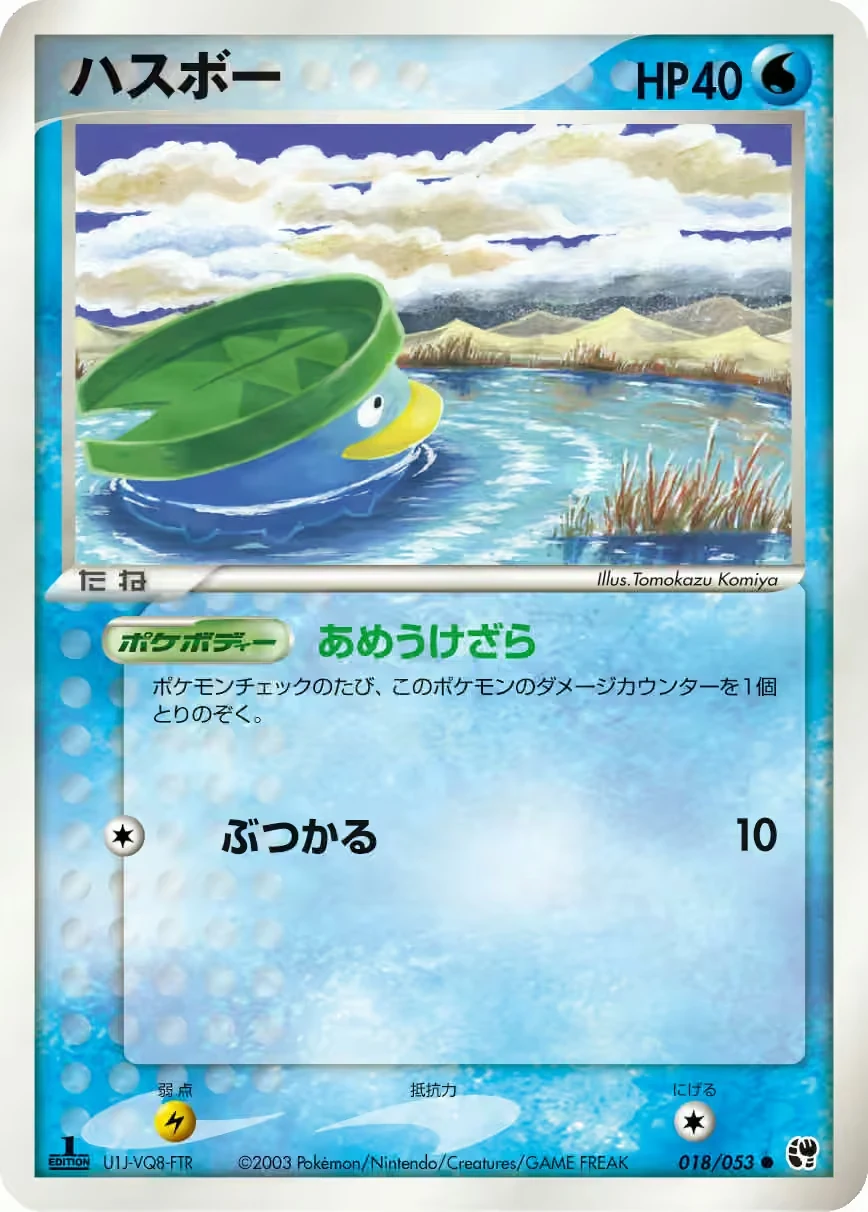 ハスボー HP40
たね Illus.Tomokazu Komiya
ポケボディー あめうけざら
ポケモンチェックのたび、このポケモンのダメージカウンターを1個
とりのぞく。
ぶつかる 10
弱点 抵抗力 にげる
1 EDITION U1J-VQ8-FTR ©2003 Pokémon/Nintendo/Creatures/GAME FREAK 018/053